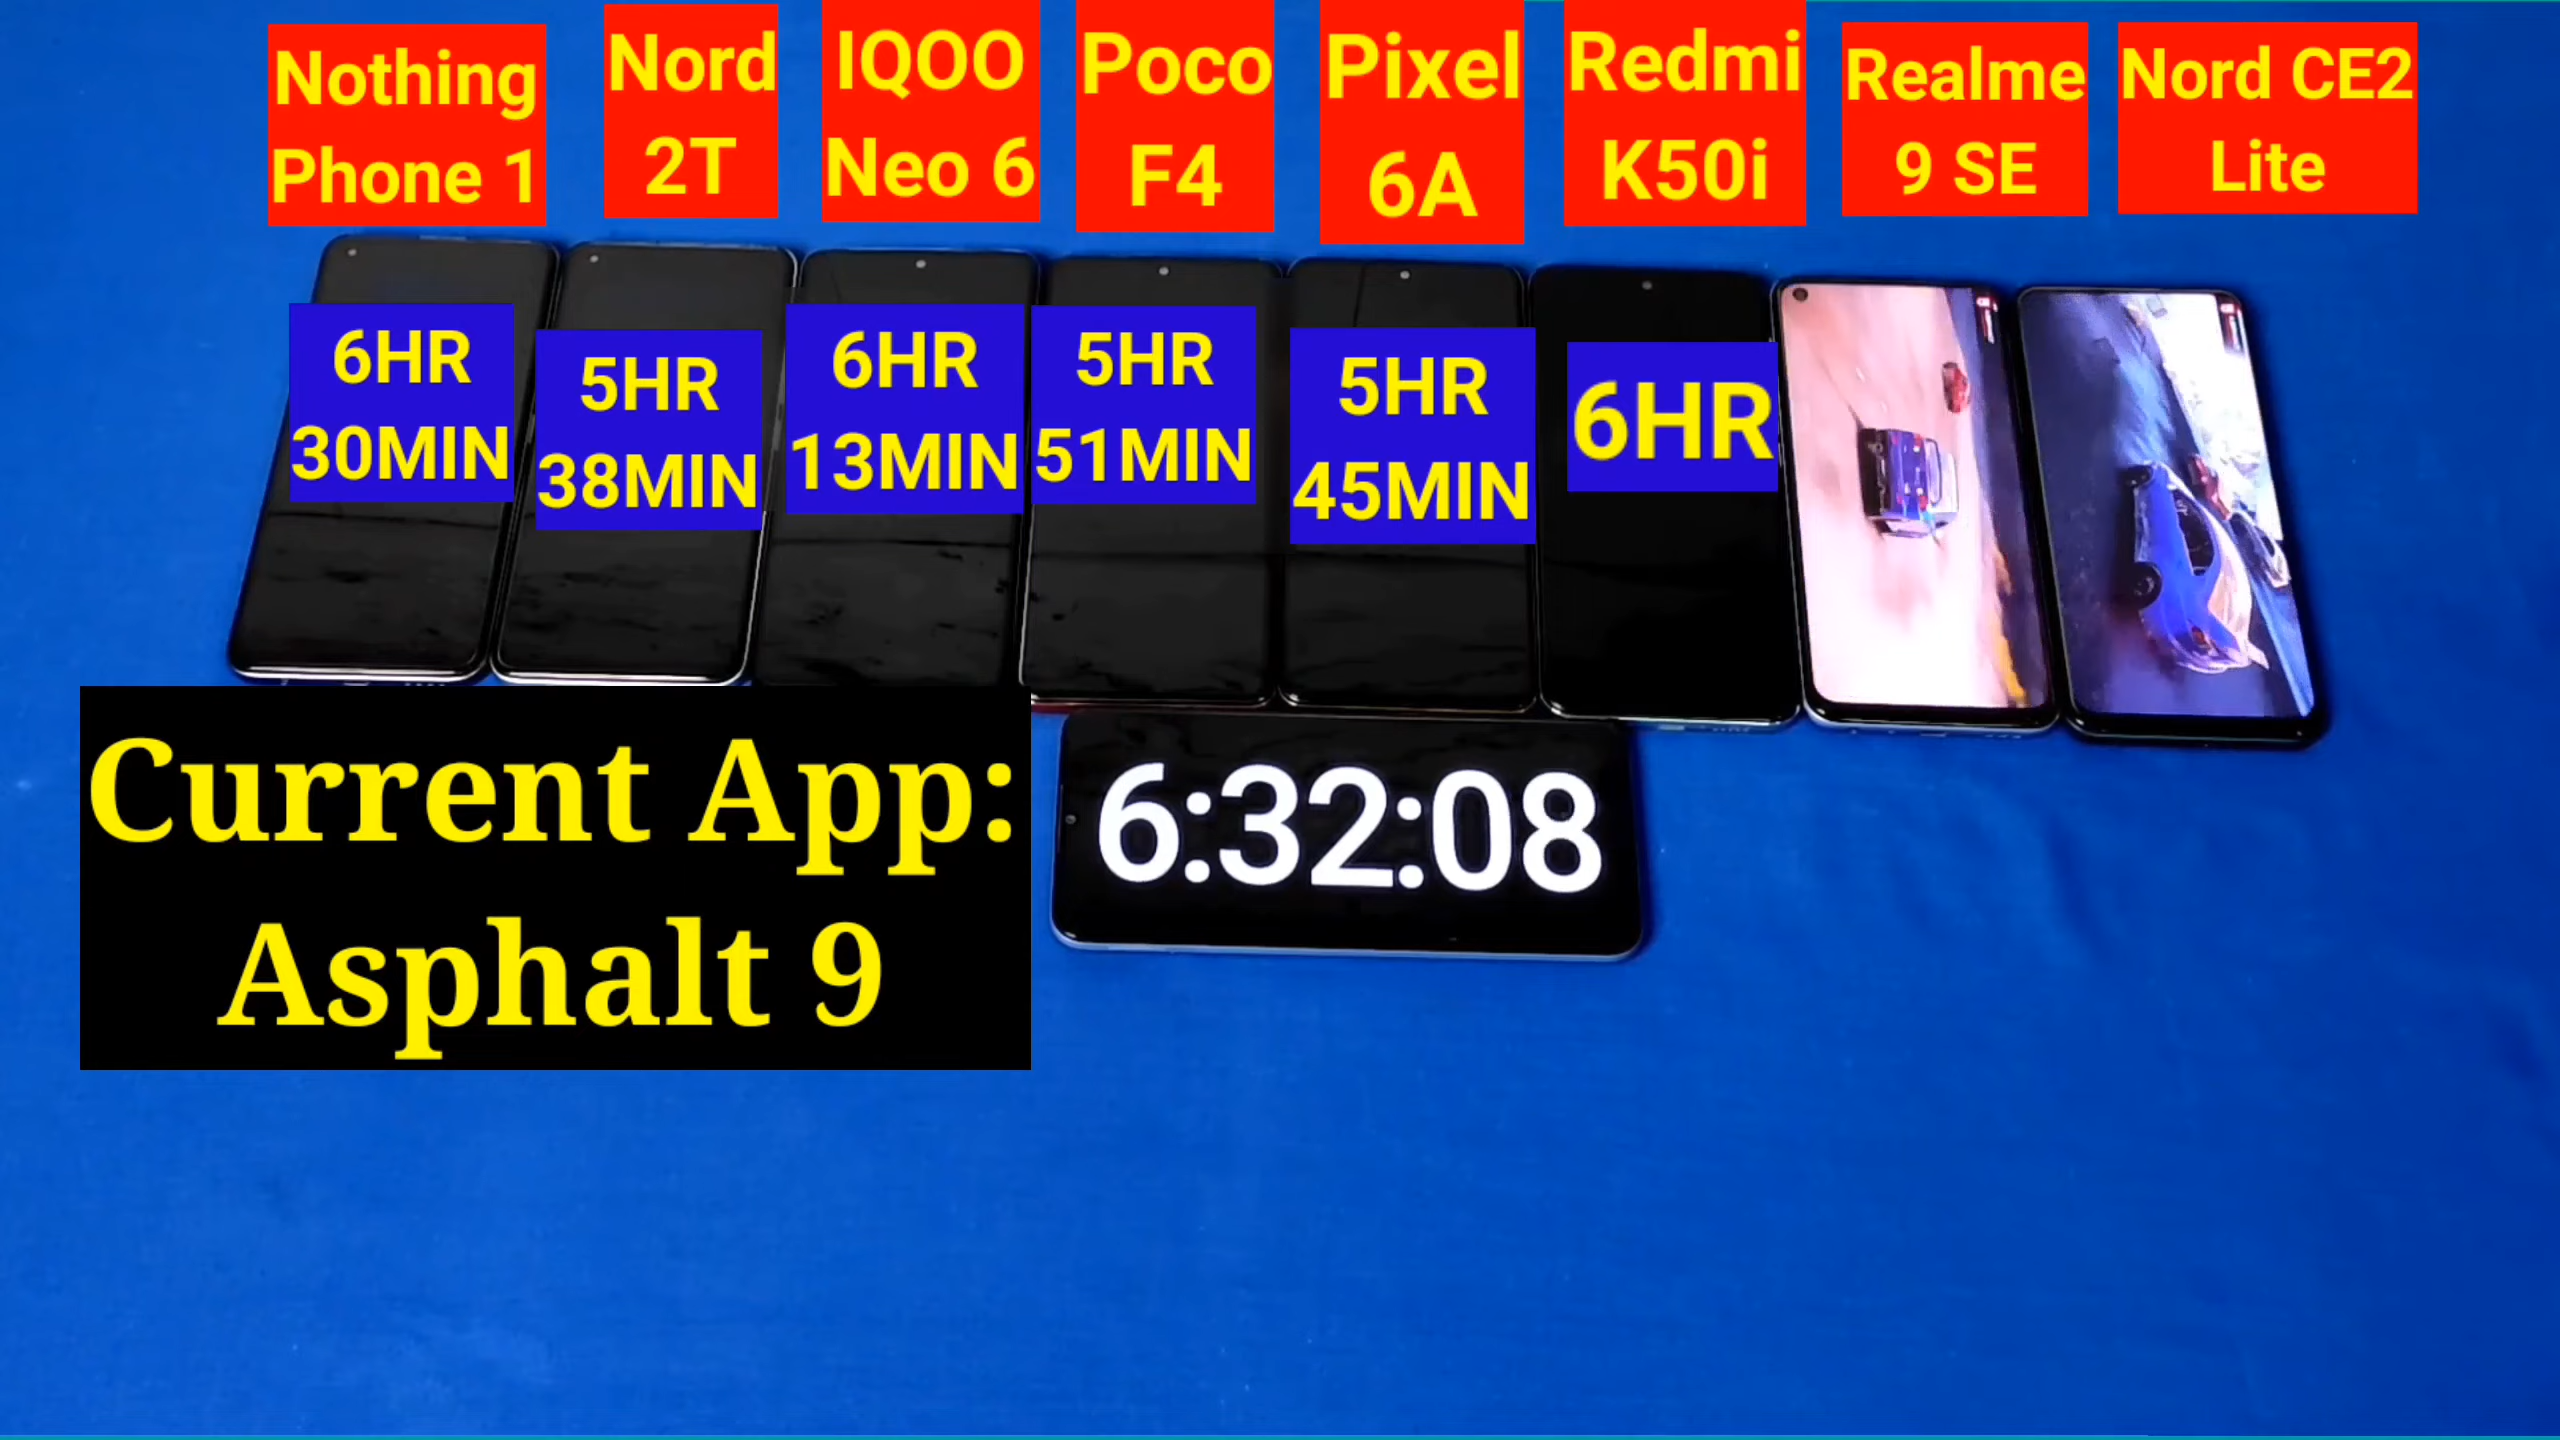 Nothing
Phone 1
Nord
2T
IQOO
Neo 6
Poco
F4
Pixel
6A
Redmi
K50i
Realme
9 SE
Nord CE2
Lite
6HR
30MIN
5HR
38MIN
6HR
13MIN
5HR
51MIN
5HR
45MIN
6HR
6:32:08
Current App:
Asphalt 9